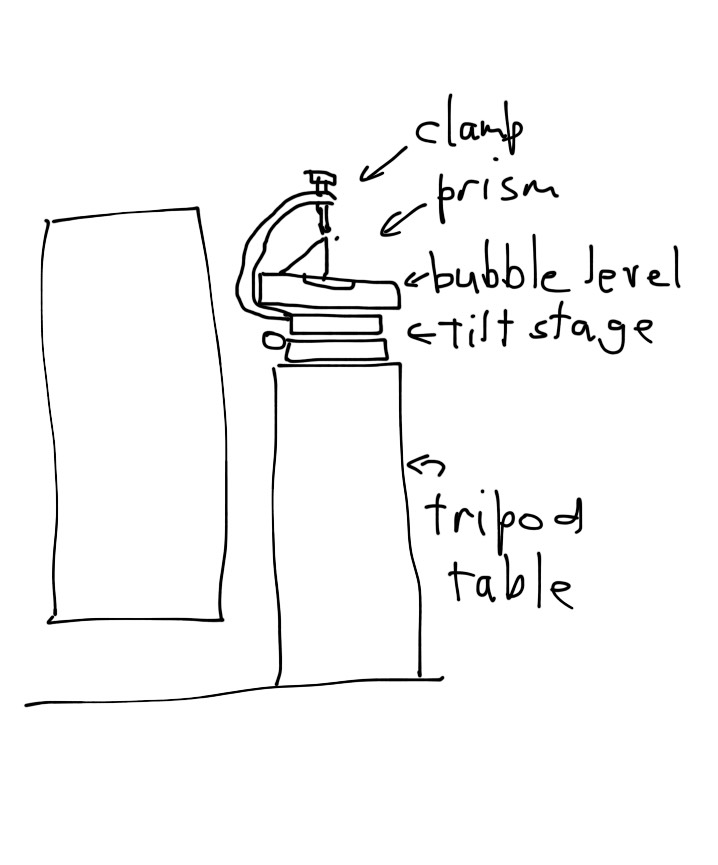 clamp
prism
bubble level
tilt stage
tripod
table